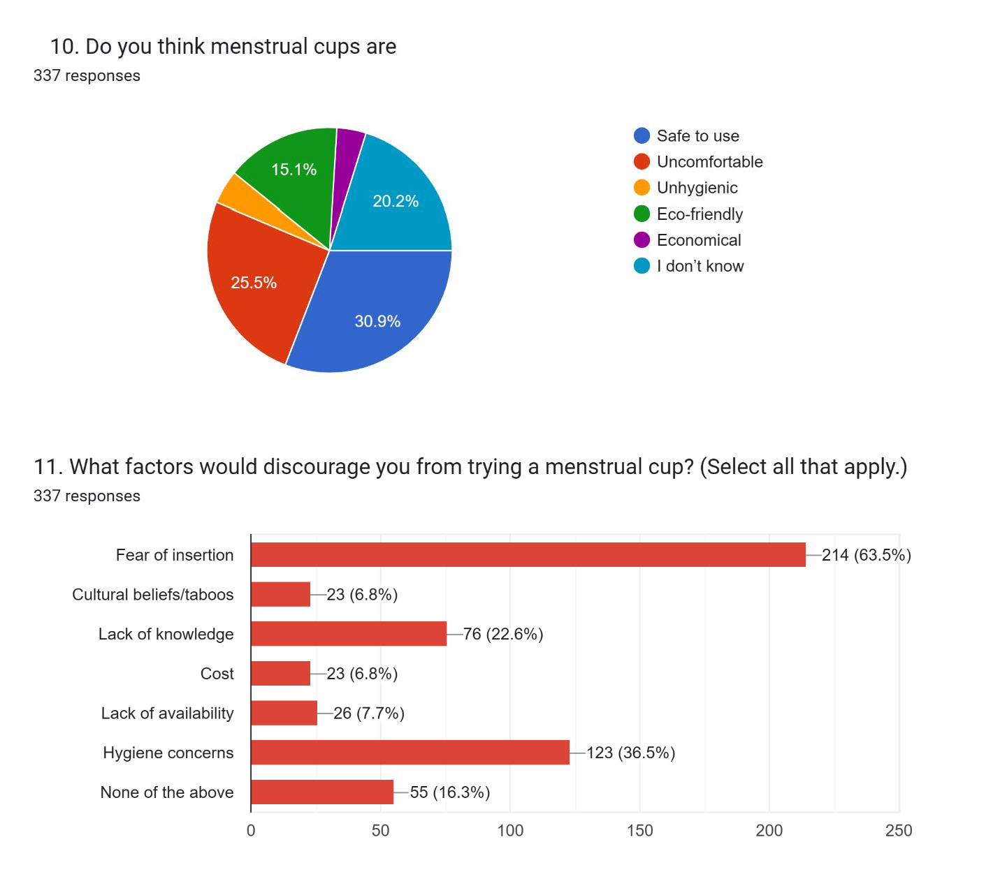 10. Do you think menstrual cups are
337 responses
15.1%
20.2%
25.5%
30.9%
Safe to use
Uncomfortable
Unhygienic
Eco-friendly
Economical
I don’t know
11. What factors would discourage you from trying a menstrual cup? (Select all that apply.)
337 responses
Fear of insertion 214 (63.5%)
Cultural beliefs/taboos 23 (6.8%)
Lack of knowledge 76 (22.6%)
Cost 23 (6.8%)
Lack of availability 26 (7.7%)
Hygiene concerns 123 (36.5%)
None of the above 55 (16.3%)
0 50 100 150 200 250